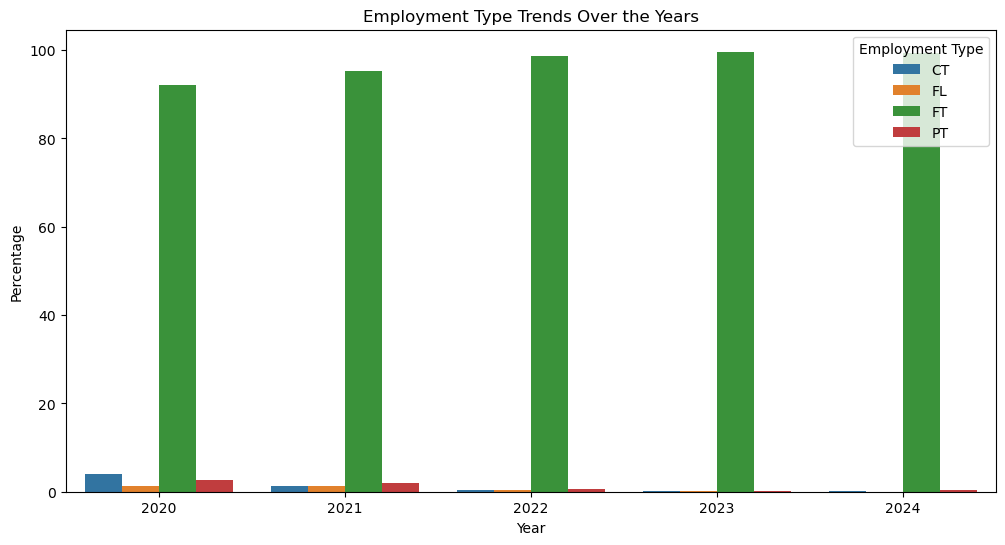 Employment Type Trends Over the Years
Employment Type
CT
FL
FT
PT
Percentage
100
80
60
40
20
0
2020 2021 2022 2023 2024
Year